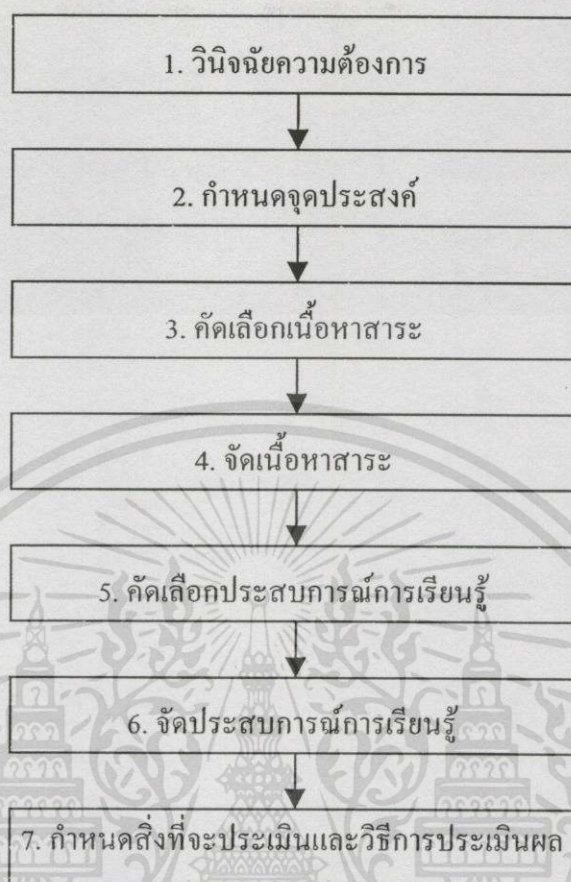 1. วินิจฉัยความต้องการ
2. กำหนดจุดประสงค์
3. คัดเลือกเนื้อหาสาระ
4. จัดเนื้อหาสาระ
5. คัดเลือกประสบการณ์การเรียนรู้
6. จัดประสบการณ์การเรียนรู้
7. กำหนดสิ่งที่จะประเมินและวิธีการประเมินผล